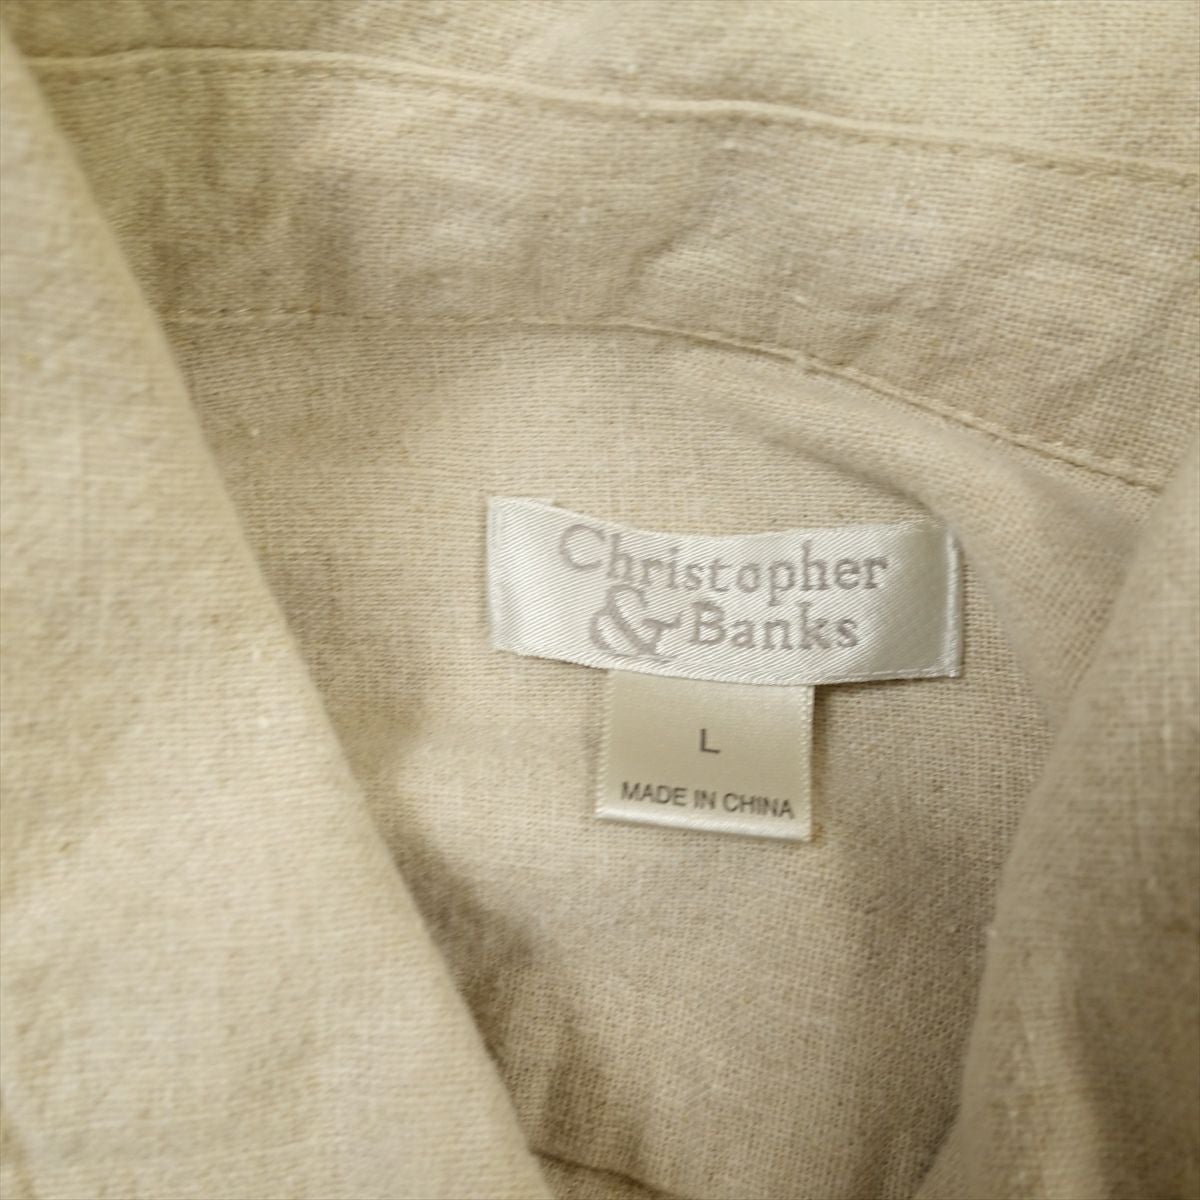 Christopher
& Banks
L
MADE IN CHINA